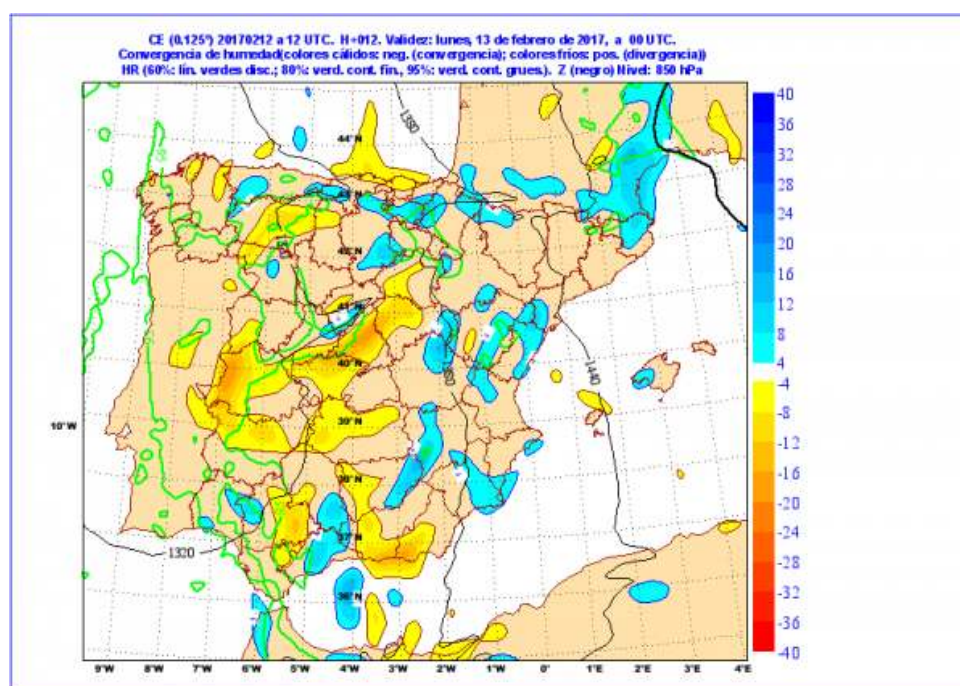 CE (0.125º) 20170212 a 12 UTC. H+012. Validez: lunes, 13 de febrero de 2017, a 00 UTC.
Convergencia de humedad(colores cálidos: neg. (convergencia); colores fríos: pos. (divergencia))
HR (60%: lín. verdes disc.; 80%: verd. cont. fin., 95%: verd. cont. grues.). Z (negro) Nivel: 850 hPa
40
36
32
28
24
20
16
12
8
4
-4
-8
-12
-16
-20
-24
-28
-32
-36
-40
44° N
1380
43° N
42° N
41° N
40° N
1440
39° N
10° W
38° N
37° N
1320
36° N
9°W 8°W 7°W 6°W 5°W 4°W 3°W 2°W 1°W 0° 1°E 2°E 3°E 4°E